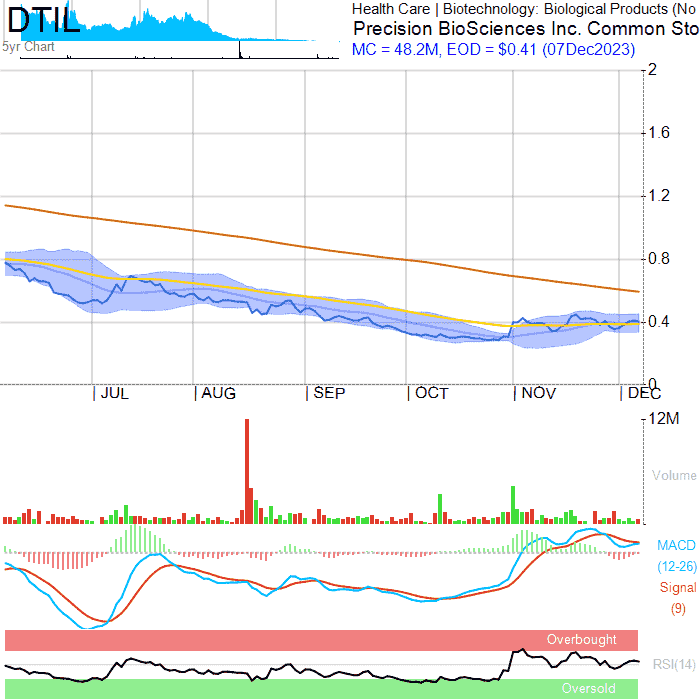 DTIL
5yr Chart
Health Care | Biotechnology: Biological Products (No
Precision BioSciences Inc. Common Sto
MC = 48.2M, EOD = $0.41 (07Dec2023)
2
1.6
1.2
0.8
0.4
0
JUL AUG SEP OCT NOV DEC
12M
Volume
MACD
(12-26)
Signal
(9)
Overbought
RSI(14)
Oversold